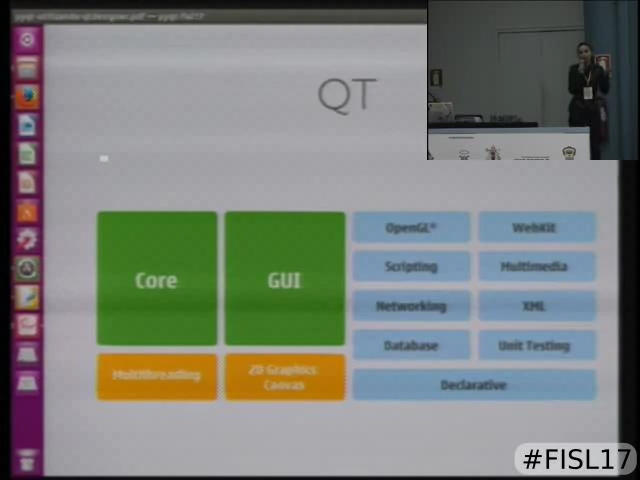 QT
Core
GUI
OpenGL®
WebKit
Scripting
Multimedia
Networking
XML
Database
Unit Testing
Multithreading
2D Graphics
Canvas
Declarative
#FISL17